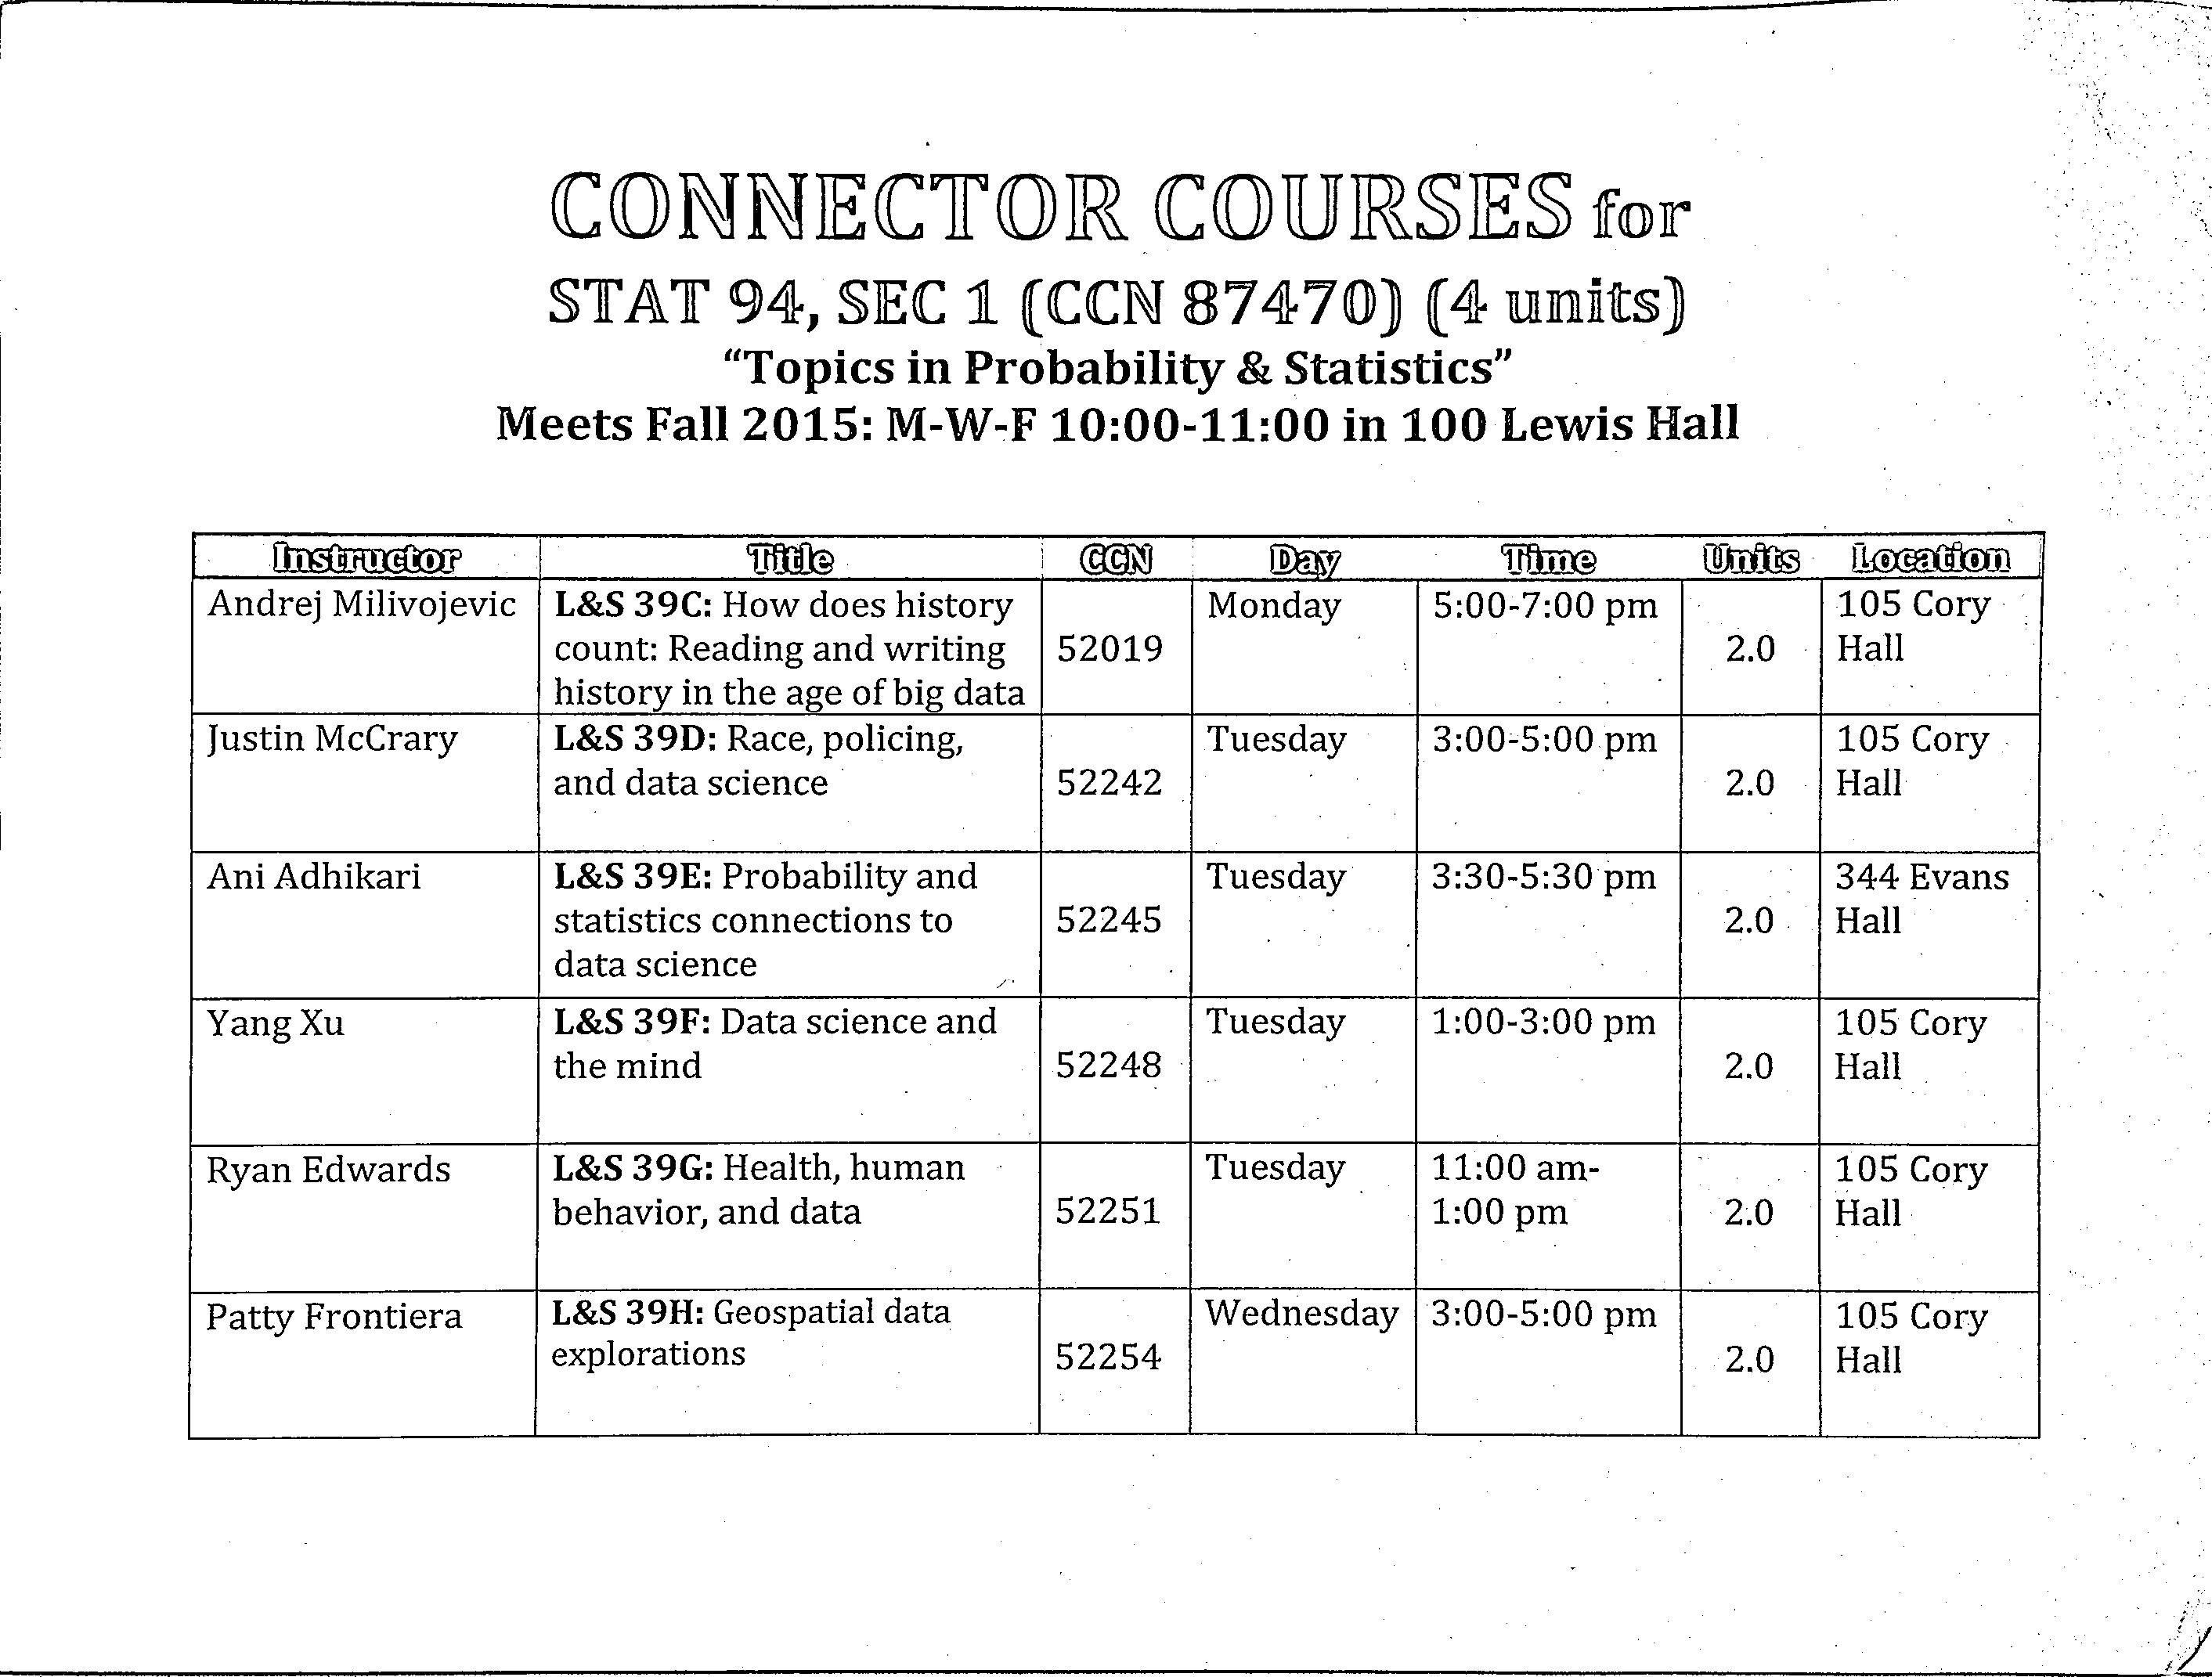 CONNECTOR COURSES for
STAT 94, SEC 1 (CCN 87470) (4 units)
“Topics in Probability & Statistics”
Meets Fall 2015: M-W-F 10:00-11:00 in 100 Lewis Hall
Instructor Title CCN Day Time Units Location
Andrej Milivojevic L&S 39C: How does history Monday 5:00-7:00 pm 105 Cory
count: Reading and writing 52019 2.0 Hall
history in the age of big data
Justin McCrary L&S 39D: Race, policing, Tuesday 3:00-5:00 pm 105 Cory
and data science 52242 2.0 Hall
Ani Adhikari L&S 39E: Probability and Tuesday 3:30-5:30 pm 344 Evans
statistics connections to 52245 2.0 Hall
data science
Yang Xu L&S 39F: Data science and Tuesday 1:00-3:00 pm 105 Cory
the mind 52248 2.0 Hall
Ryan Edwards L&S 39G: Health, human Tuesday 11:00 am- 105 Cory
behavior, and data 52251 1:00 pm 2.0 Hall
Patty Frontiera L&S 39H: Geospatial data Wednesday 3:00-5:00 pm 105 Cory
explorations 52254 2.0 Hall